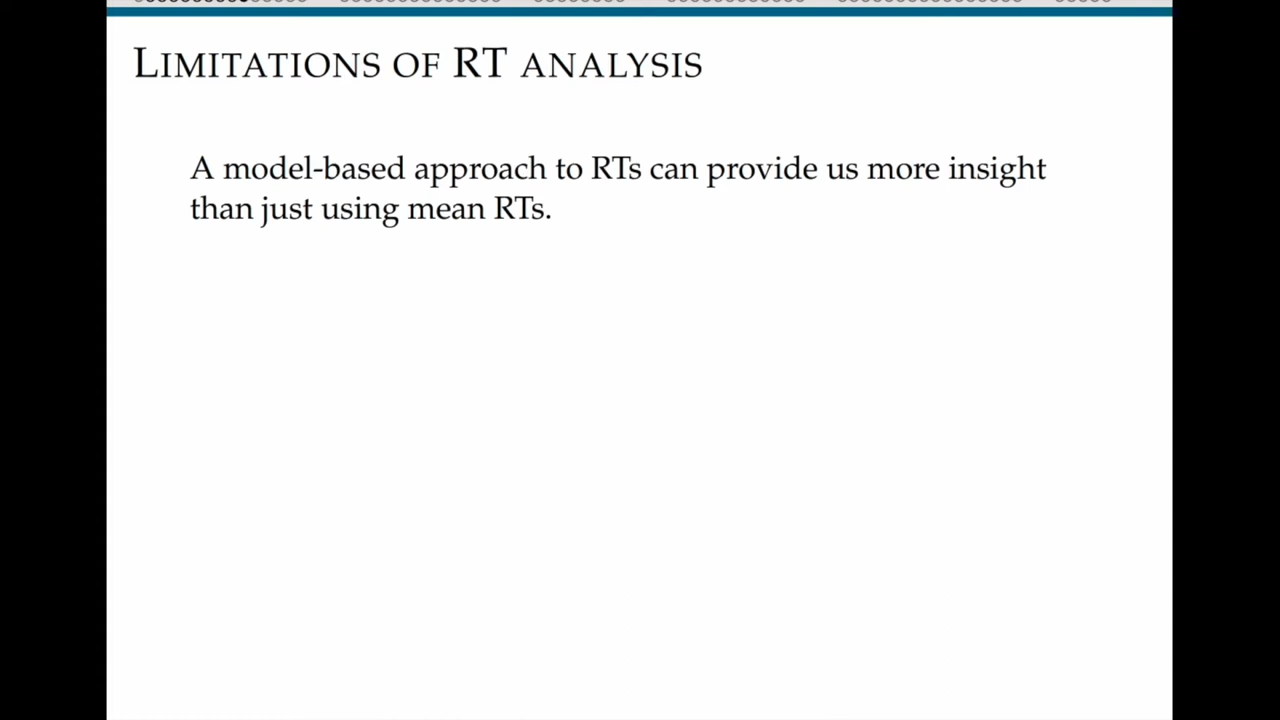 LIMITATIONS OF RT ANALYSIS
A model-based approach to RTs can provide us more insight
than just using mean RTs.